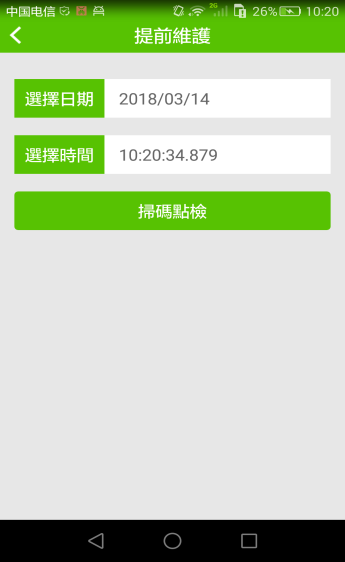 中国电信 2G 26% 10:20
提前維護
選擇日期 2018/03/14
選擇時間 10:20:34.879
掃碼點檢